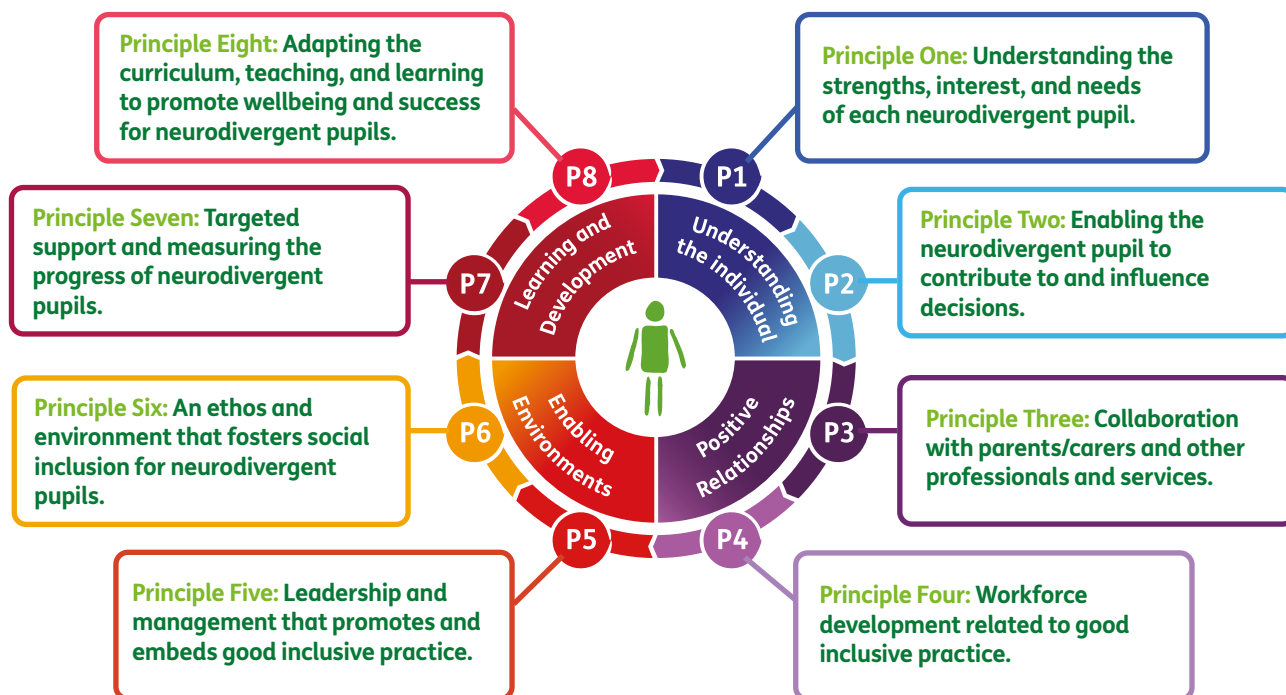 Principle Eight: Adapting the
curriculum, teaching, and learning
to promote wellbeing and success
for neurodivergent pupils.
Principle One: Understanding the
strengths, interest, and needs
of each neurodivergent pupil.
Principle Seven: Targeted
support and measuring the
progress of neurodivergent
pupils.
Principle Two: Enabling the
neurodivergent pupil to
contribute to and influence
decisions.
Principle Six: An ethos and
environment that fosters social
inclusion for neurodivergent
pupils.
Principle Three: Collaboration
with parents/carers and other
professionals and services.
Principle Five: Leadership and
management that promotes and
embeds good inclusive practice.
Principle Four: Workforce
development related to good
inclusive practice.
P8
P1
P7
P2
P6
P3
P5
P4
Learning and
Development
Understanding
the individual
Enabling
Environments
Positive
Relationships